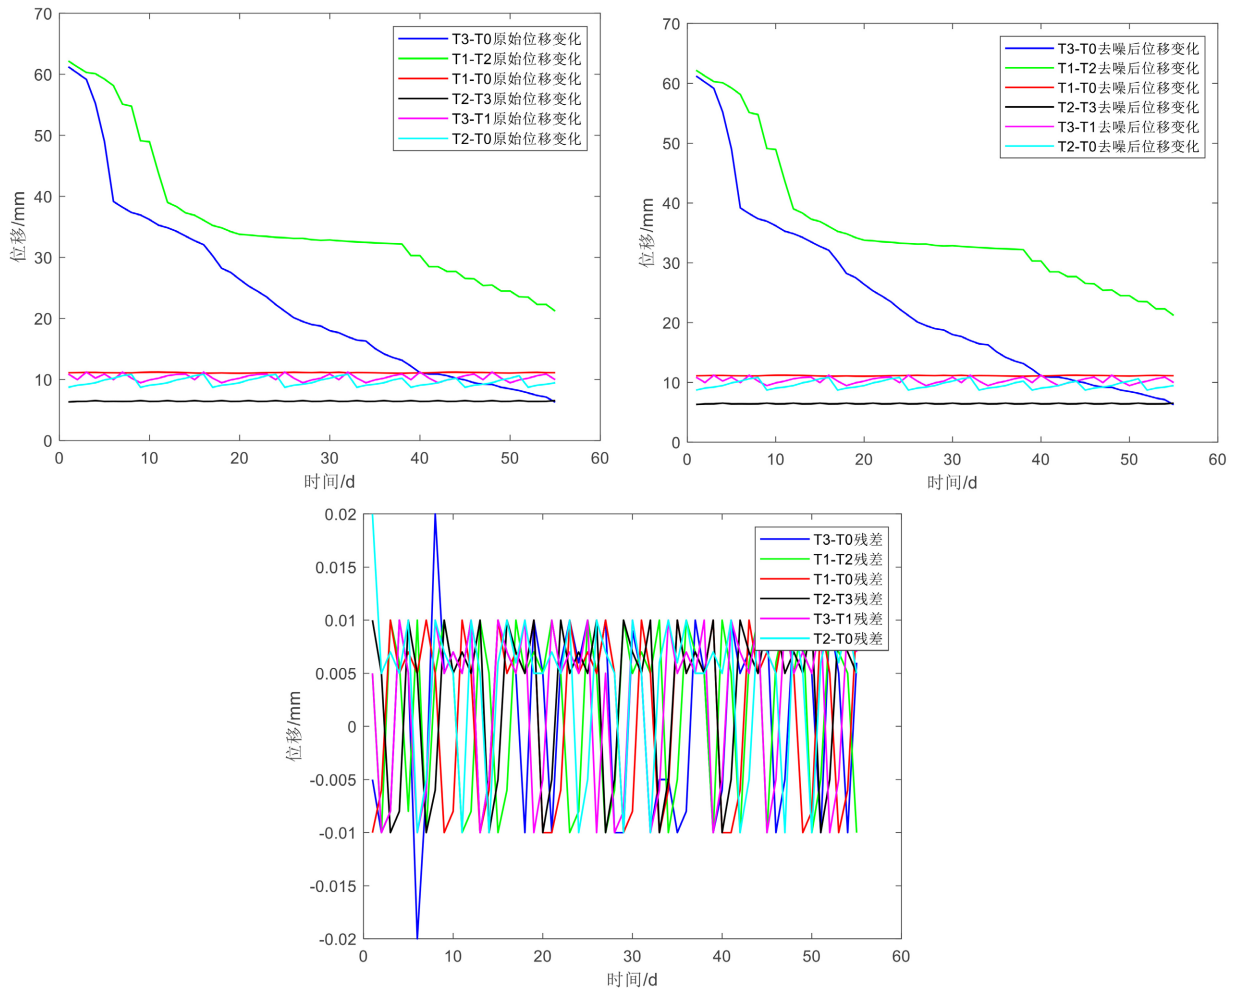 70
60
50
40
30
20
10
0
位移/mm
0 10 20 30 40 50 60
时间/d
T3-T0原始位移变化
T1-T2原始位移变化
T1-T0原始位移变化
T2-T3原始位移变化
T3-T1原始位移变化
T2-T0原始位移变化
70
60
50
40
30
20
10
0
位移/mm
0 10 20 30 40 50 60
时间/d
T3-T0去噪后位移变化
T1-T2去噪后位移变化
T1-T0去噪后位移变化
T2-T3去噪后位移变化
T3-T1去噪后位移变化
T2-T0去噪后位移变化
0.02
0.015
0.01
0.005
0
-0.005
-0.01
-0.015
-0.02
位移/mm
0 10 20 30 40 50 60
时间/d
T3-T0残差
T1-T2残差
T1-T0残差
T2-T3残差
T3-T1残差
T2-T0残差